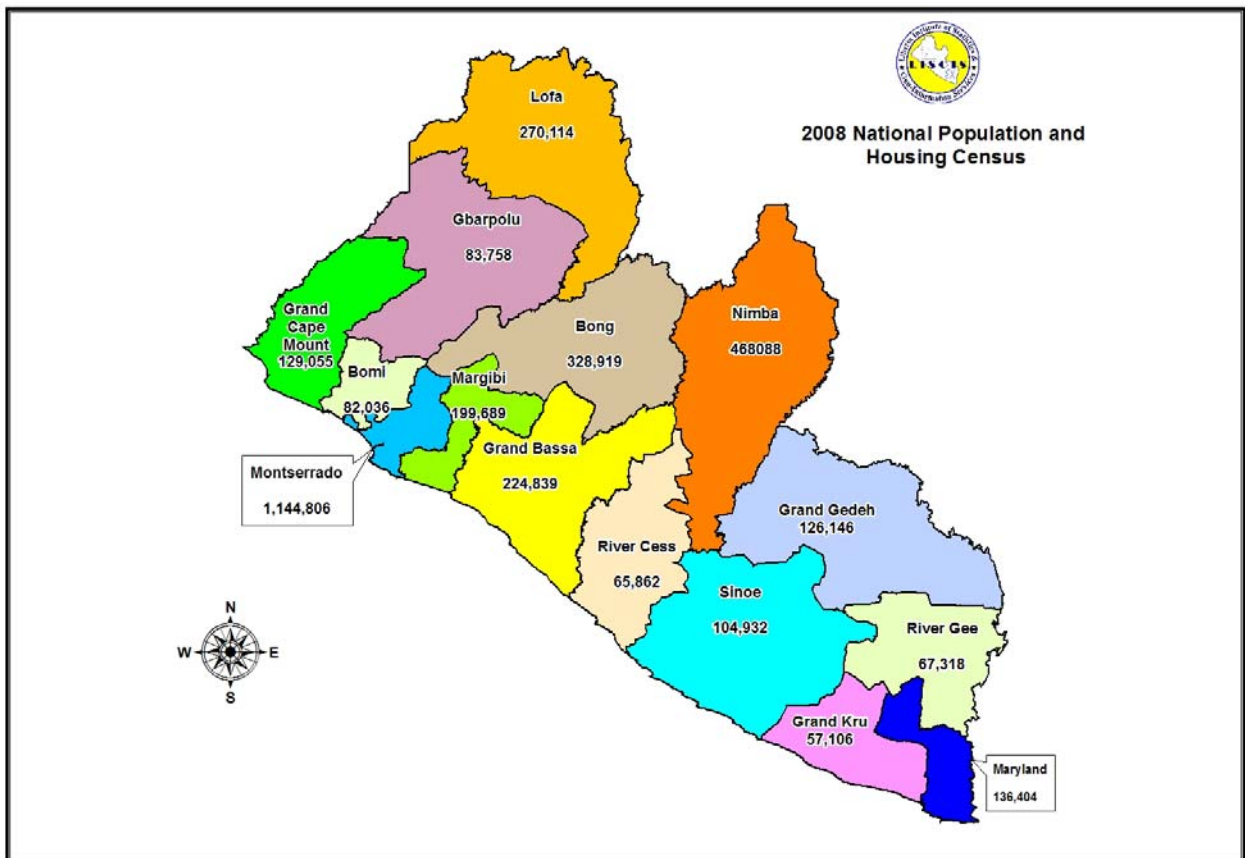 2008 National Population and
Housing Census
Lofa
270,114
Gbarpolu
83,758
Grand
Cape
Mount
129,055
Bong
328,919
Nimba
468088
Bomi
82,036
Margibi
199,689
Montserrado
1,144,806
Grand Bassa
224,839
River Cess
65,862
Grand Gedeh
126,146
Sinoe
104,932
River Gee
67,318
Grand Kru
57,106
Maryland
136,404
N
W
E
S